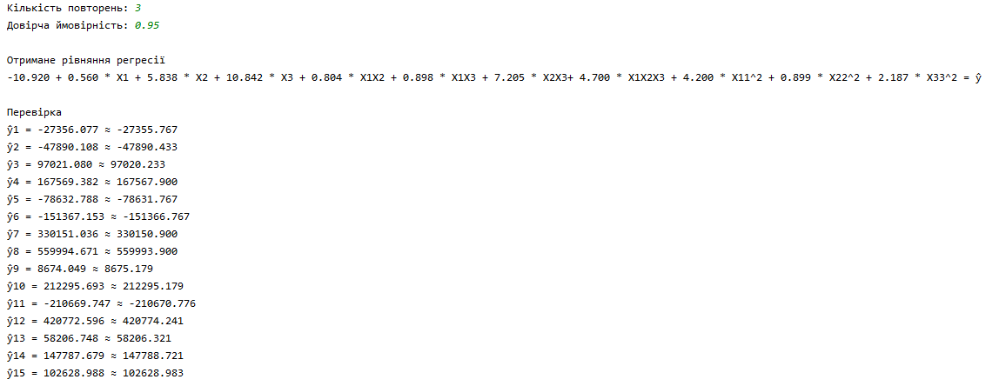 Кількість повторень: 3
Довірча ймовірність: 0.95
Отримане рівняння регресії
-10.920 + 0.560 * X1 + 5.838 * X2 + 10.842 * X3 + 0.804 * X1X2 + 0.898 * X1X3 + 7.205 * X2X3+ 4.700 * X1X2X3 + 4.200 * X11^2 + 0.899 * X22^2 + 2.187 * X33^2 = ŷ
Перевірка
ŷ1 = -27356.077 ≈ -27355.767
ŷ2 = -47890.108 ≈ -47890.433
ŷ3 = 97021.080 ≈ 97020.233
ŷ4 = 167569.382 ≈ 167567.900
ŷ5 = -78632.788 ≈ -78631.767
ŷ6 = -151367.153 ≈ -151366.767
ŷ7 = 330151.036 ≈ 330150.900
ŷ8 = 559994.671 ≈ 559993.900
ŷ9 = 8674.049 ≈ 8675.179
ŷ10 = 212295.693 ≈ 212295.179
ŷ11 = -210669.747 ≈ -210670.776
ŷ12 = 420772.596 ≈ 420774.241
ŷ13 = 58206.748 ≈ 58206.321
ŷ14 = 147787.679 ≈ 147788.721
ŷ15 = 102628.988 ≈ 102628.983